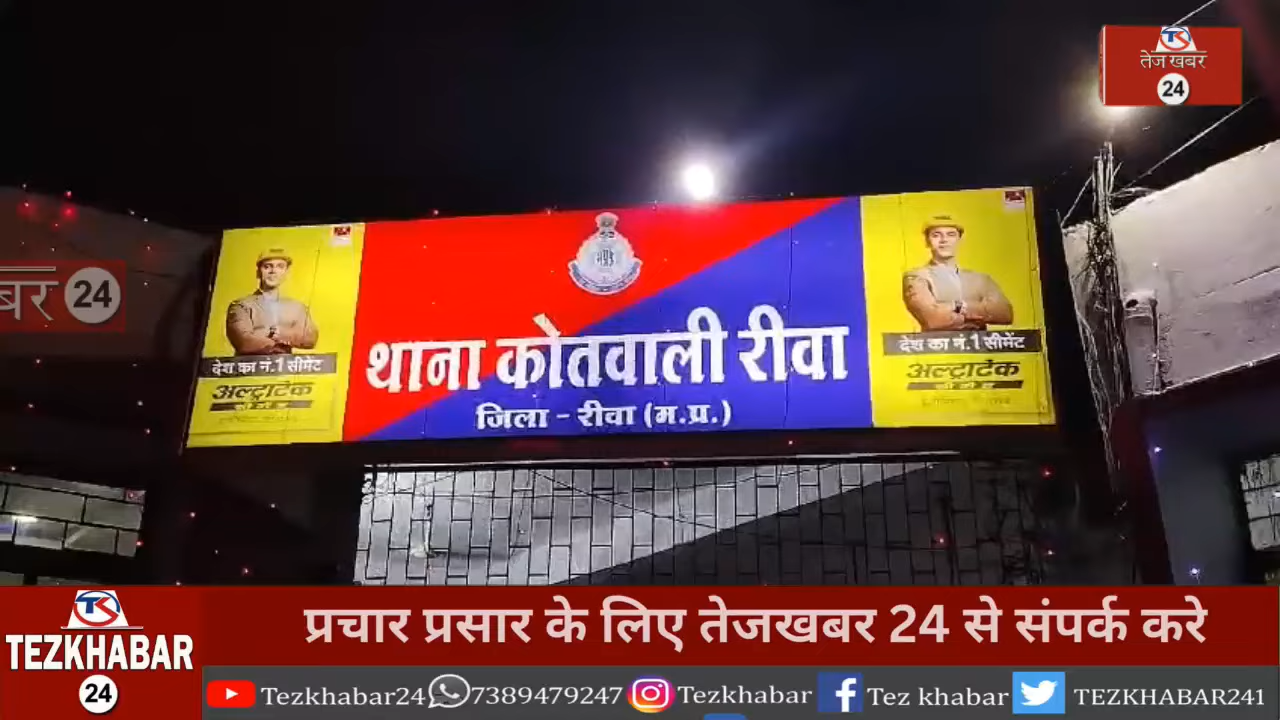 तेज खबर
24
बर 24
थाना कोतवाली रीवा
जिला - रीवा (म.प्र.)
देश का नं.1 सीमेंट
अल्ट्राटेक
देश का नं.1 सीमेंट
अल्ट्राटेक
प्रचार प्रसार के लिए तेजखबर 24 से संपर्क करे
TEZKHABAR
24
Tezkhabar24 7389479247 Tezkhabar Tez khabar TEZKHABAR241